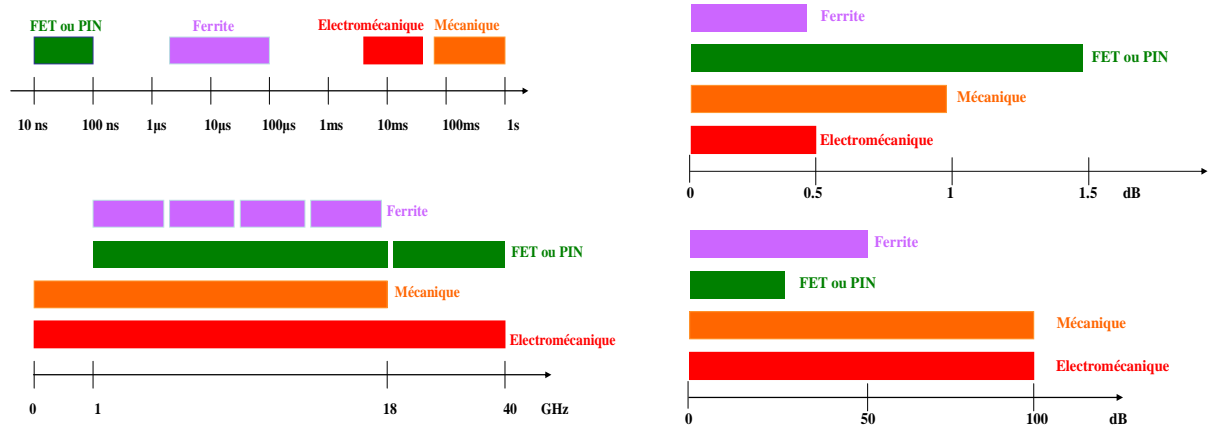 FET ou PIN
Ferrite
Electromécanique
Mécanique
10 ns
100 ns
1µs
10µs
100µs
1ms
10ms
100ms
1s
Ferrite
FET ou PIN
Mécanique
Electromécanique
0
0.5
1
1.5
dB
Ferrite
FET ou PIN
Mécanique
Electromécanique
0
1
18
40
GHz
Ferrite
FET ou PIN
Mécanique
Electromécanique
0
50
100
dB